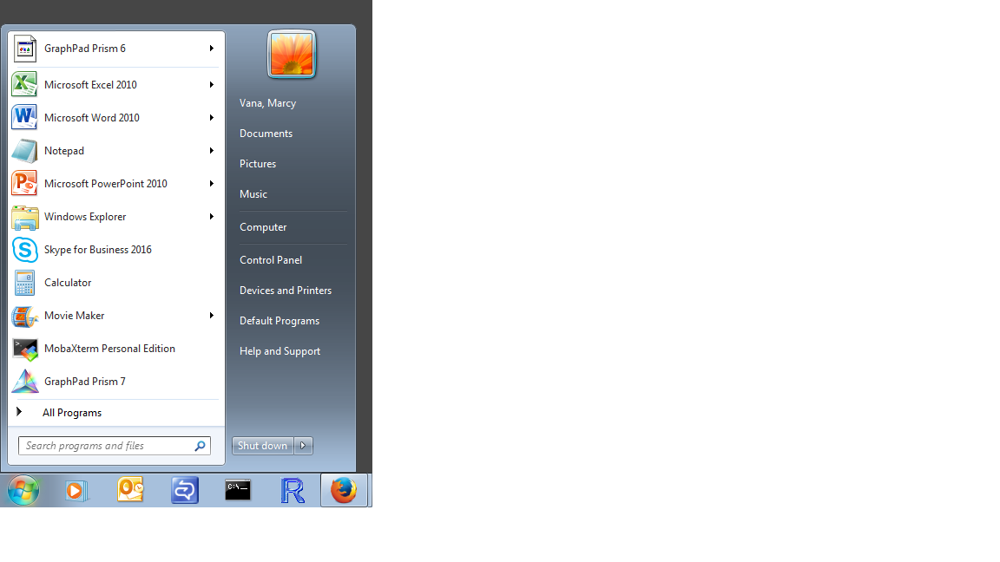 GraphPad Prism 6
Microsoft Excel 2010
Microsoft Word 2010
Notepad
Microsoft PowerPoint 2010
Windows Explorer
Skype for Business 2016
Calculator
Movie Maker
MobaXterm Personal Edition
GraphPad Prism 7
All Programs
Search programs and files
Vana, Marcy
Documents
Pictures
Music
Computer
Control Panel
Devices and Printers
Default Programs
Help and Support
Shut down
C:\_